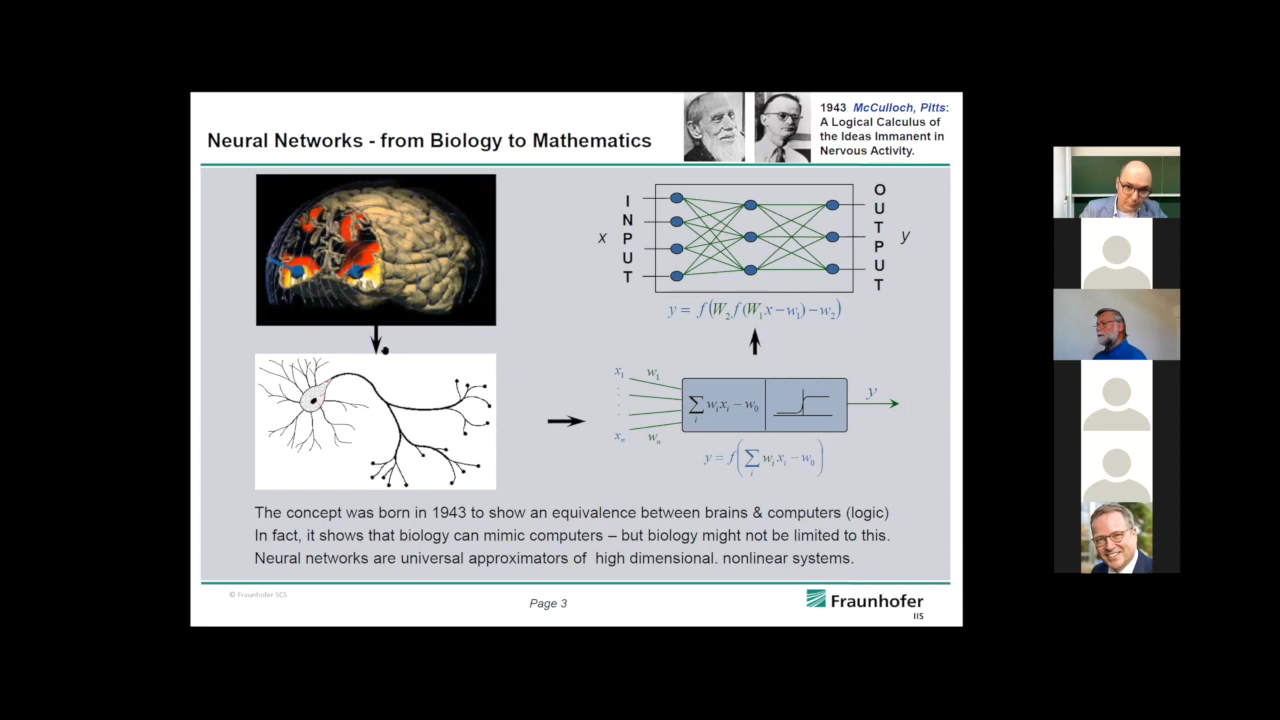 Neural Networks - from Biology to Mathematics
1943 McCulloch, Pitts:
A Logical Calculus of
the Ideas Immanent in
Nervous Activity.
INPUT
x
OUTPUT
y
y = f(W₂ f(W₁x − w₁) − w₂)
x₁ w₁
xₙ wₙ
∑ᵢ wᵢxᵢ − w₀
y
y = f(∑ᵢ wᵢxᵢ − w₀)
The concept was born in 1943 to show an equivalence between brains & computers (logic)
In fact, it shows that biology can mimic computers – but biology might not be limited to this.
Neural networks are universal approximators of high dimensional. nonlinear systems.
© Fraunhofer SCS
Page 3
Fraunhofer
IIS